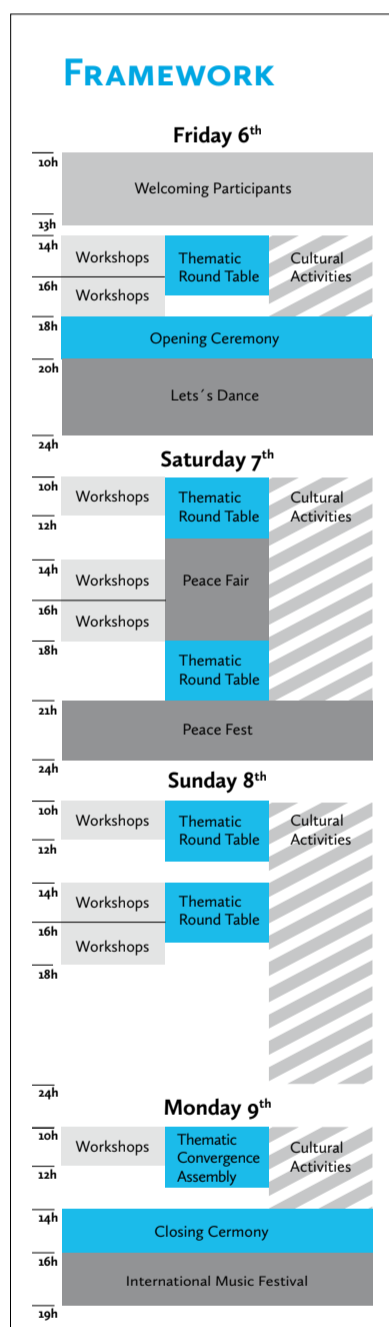 FRAMEWORK
Friday 6th
10h
Welcoming Participants
13h
14h
Workshops
Thematic
Round Table
Cultural
Activities
16h
Workshops
18h
Opening Ceremony
20h
Lets´s Dance
24h
Saturday 7th
10h
Workshops
Thematic
Round Table
Cultural
Activities
12h
14h
Workshops
Peace Fair
16h
Workshops
18h
Thematic
Round Table
21h
Peace Fest
24h
Sunday 8th
10h
Workshops
Thematic
Round Table
Cultural
Activities
12h
14h
Workshops
Thematic
Round Table
16h
Workshops
18h
24h
Monday 9th
10h
Workshops
Thematic
Convergence
Assembly
Cultural
Activities
12h
14h
Closing Cermony
16h
International Music Festival
19h